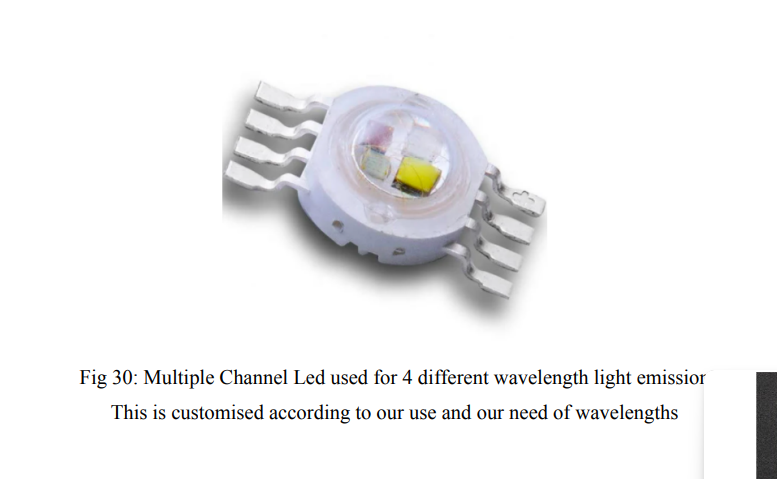 Fig 30: Multiple Channel Led used for 4 different wavelength light emission
This is customised according to our use and our need of wavelengths